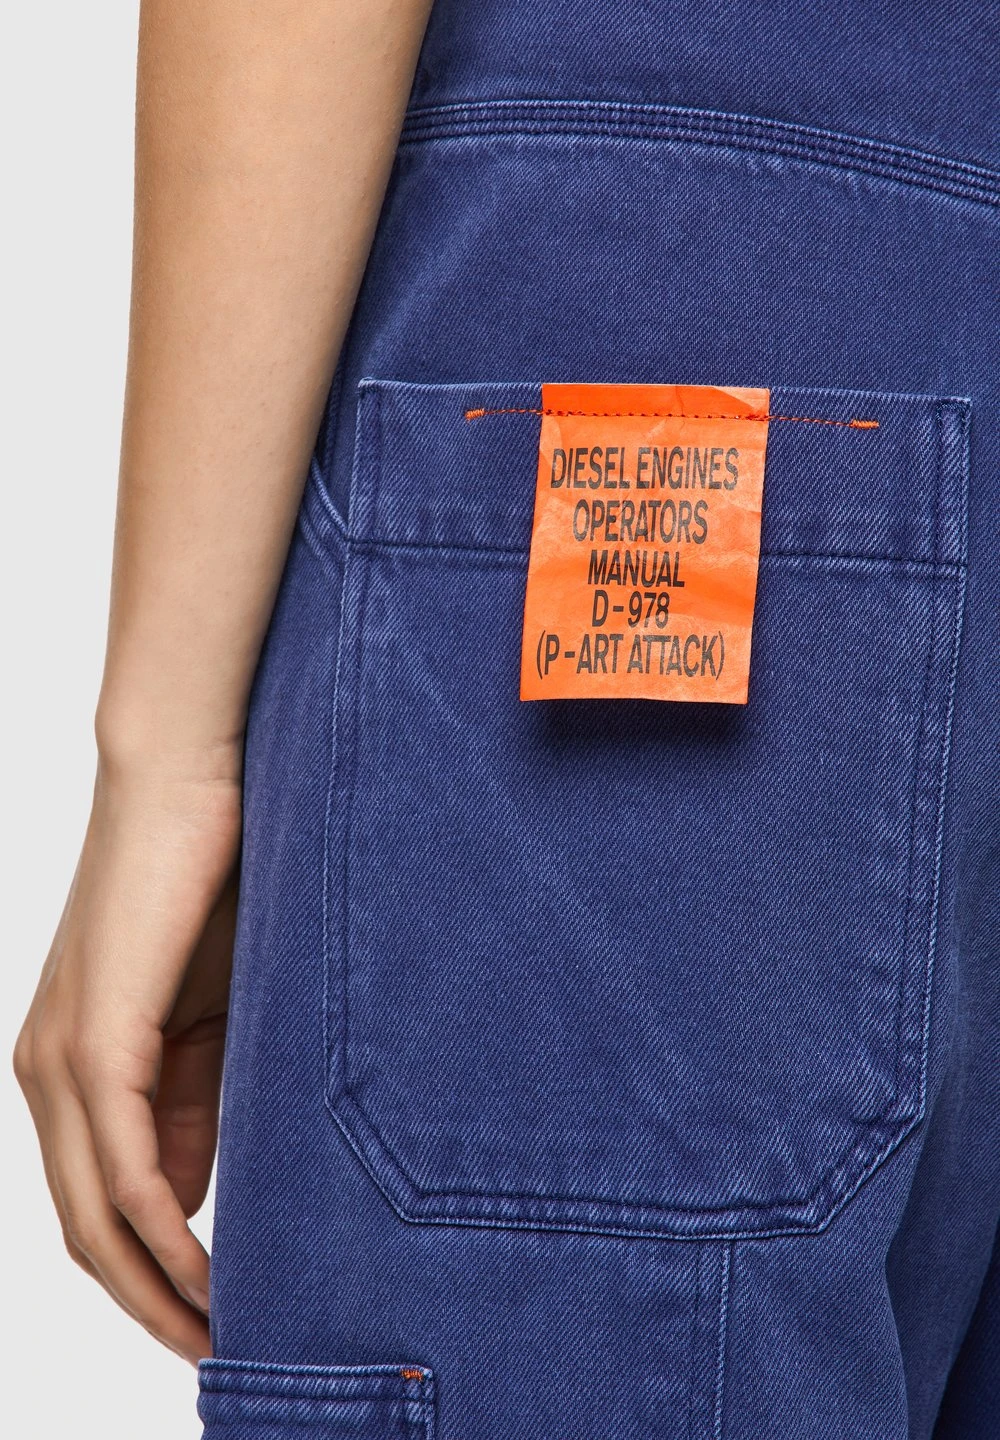 DIESEL ENGINES
OPERATORS
MANUAL
D-978
(P-ART ATTACK)